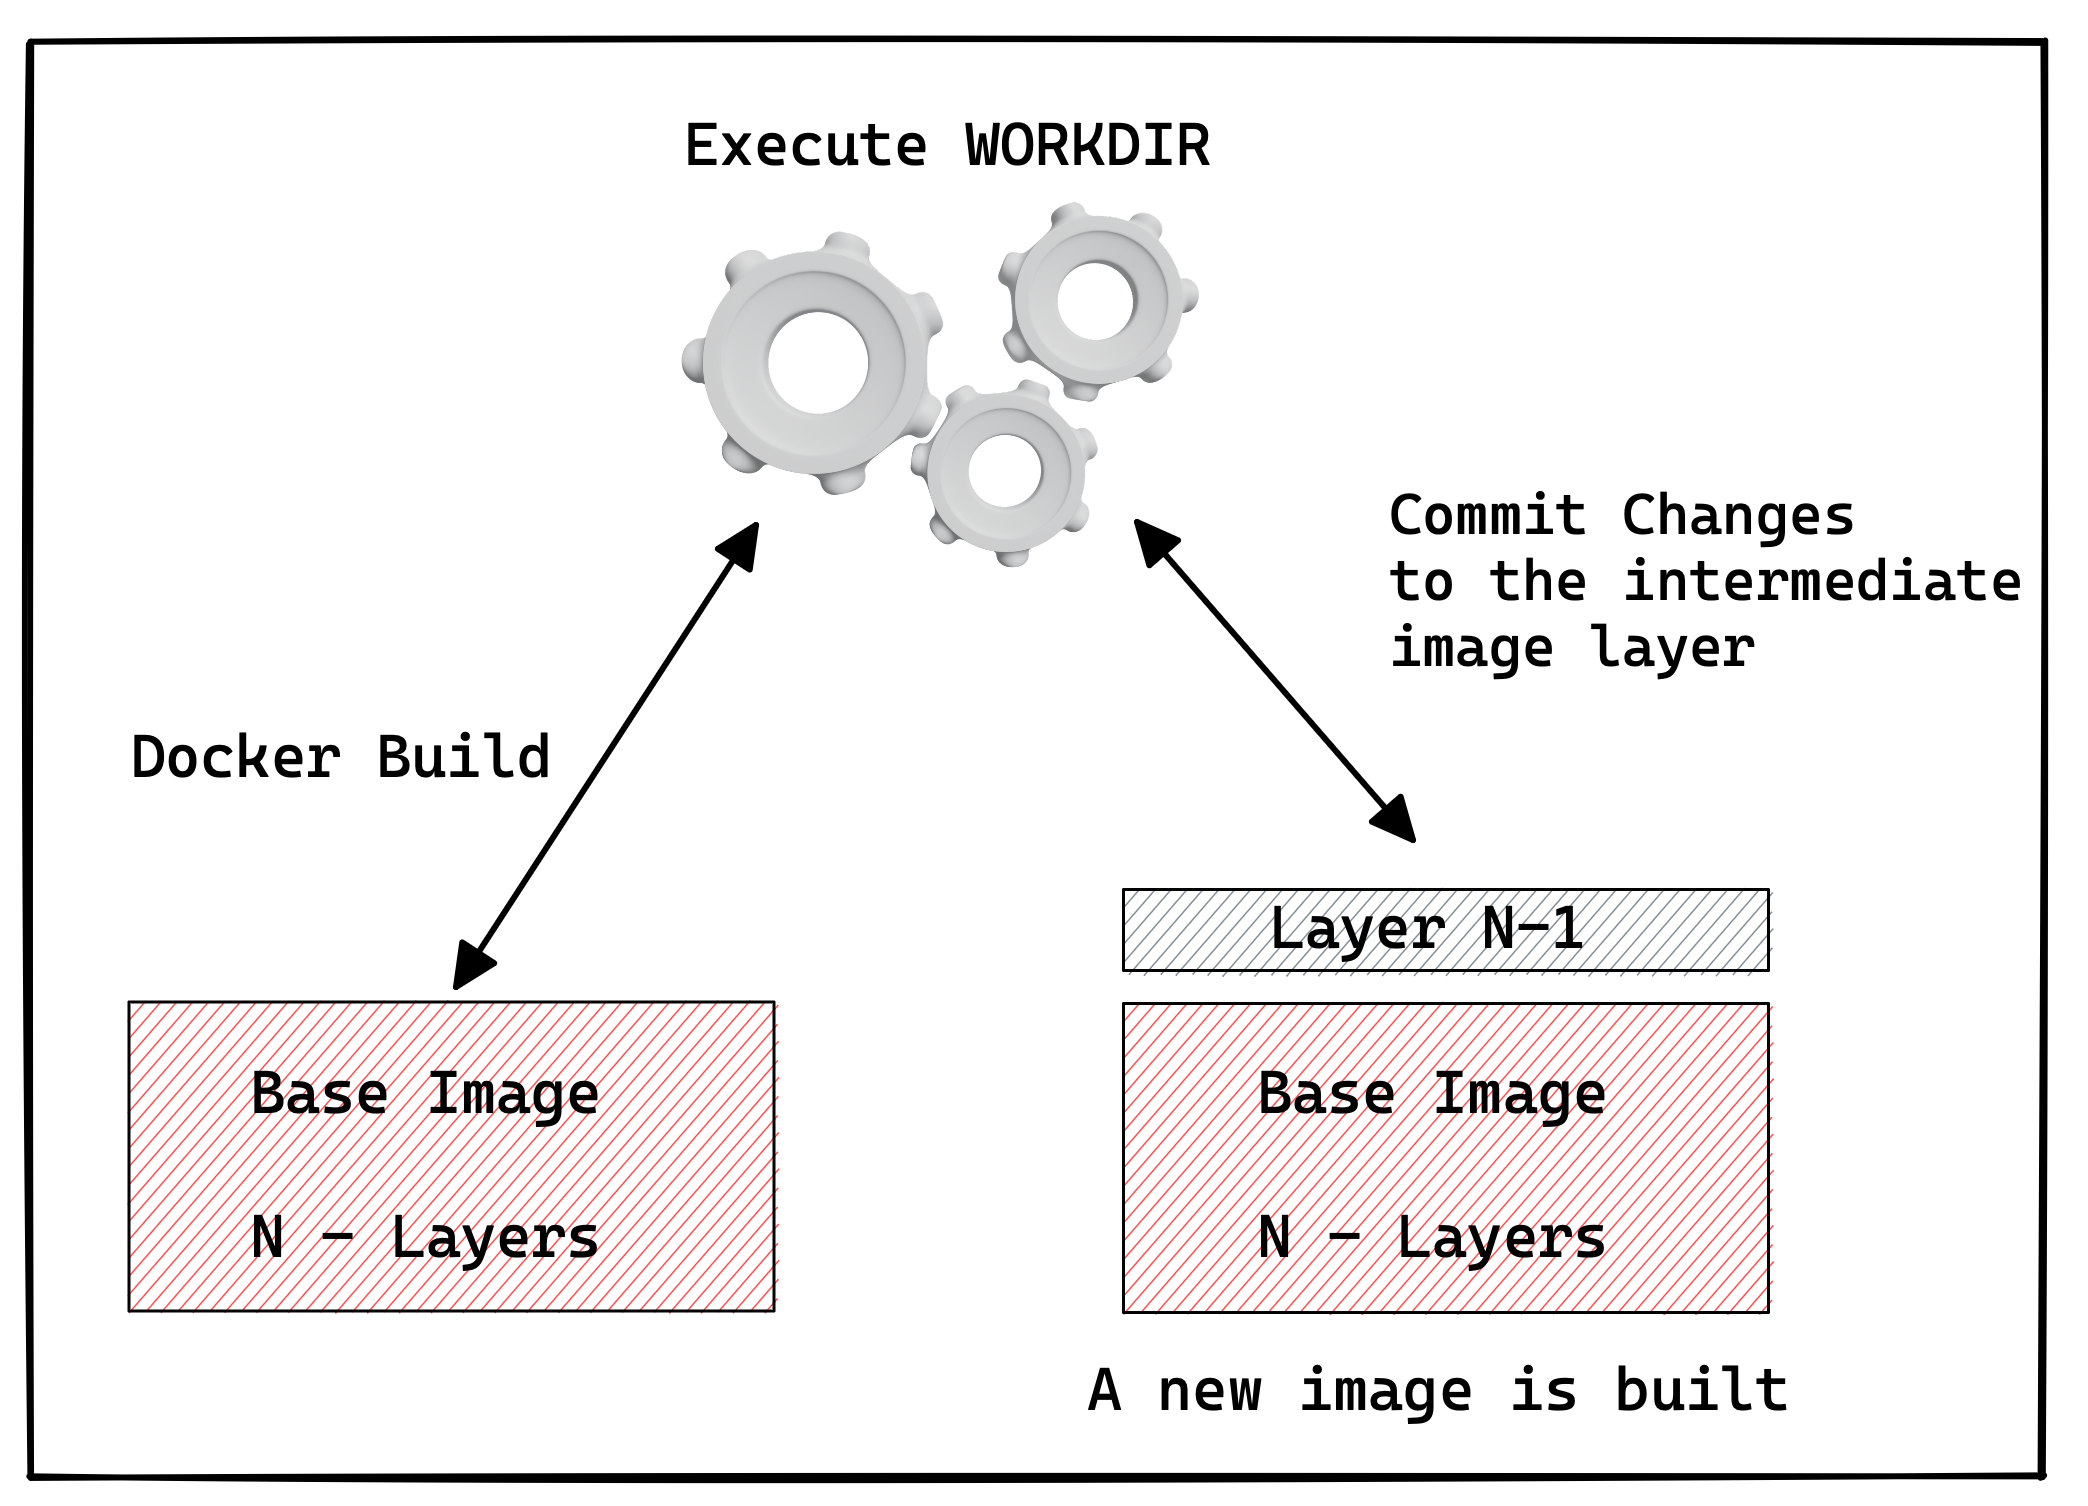 Execute WORKDIR
Commit Changes
to the intermediate
image layer
Docker Build
Layer N-1
Base Image
N - Layers
Base Image
N - Layers
A new image is built